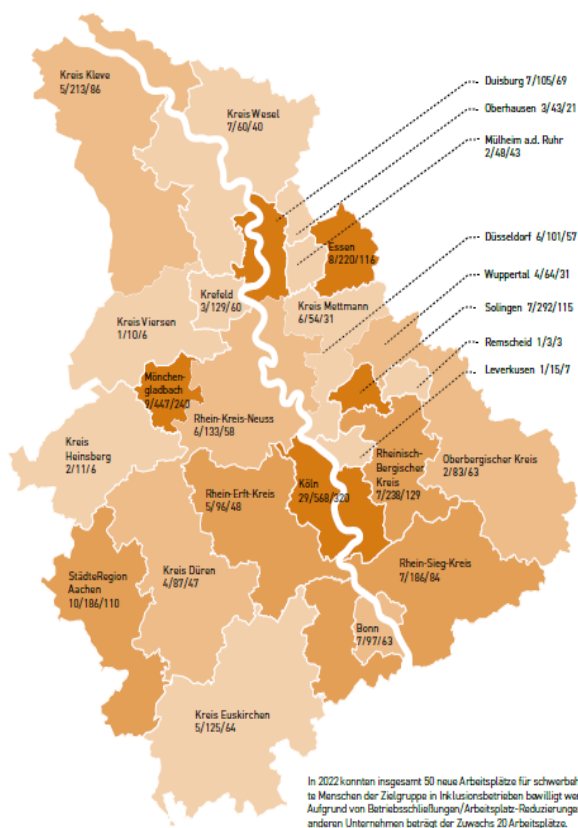 Kreis Kleve
5/213/86
Kreis Wesel
7/60/40
Duisburg 7/105/69
Oberhausen 3/43/21
Mülheim a.d. Ruhr
2/48/43
Essen
8/220/116
Düsseldorf 6/101/57
Wuppertal 4/64/31
Solingen 7/292/115
Remscheid 1/3/3
Leverkusen 1/15/7
Krefeld
3/129/60
Kreis Mettmann
6/54/31
Kreis Viersen
1/10/6
Mönchen-
gladbach
9/447/240
Rhein-Kreis-Neuss
6/133/58
Kreis
Heinsberg
2/11/6
Rhein-Erft-Kreis
5/96/48
Köln
29/568/320
Rheinisch-
Bergischer
Kreis
7/238/129
Oberbergischer Kreis
2/83/63
StädteRegion
Aachen
10/186/110
Kreis Düren
4/87/47
Rhein-Sieg-Kreis
7/186/84
Bonn
7/97/63
Kreis Euskirchen
5/125/64
In 2022 konnten insgesamt 50 neue Arbeitsplätze für schwerbeh
te Menschen der Zielgruppe in Inklusionsbetrieben bewilligt we
Aufgrund von Betriebsschließungen/Arbeitsplatz-Reduzierunge
anderen Unternehmen beträgt der Zuwachs 20 Arbeitsplätze.